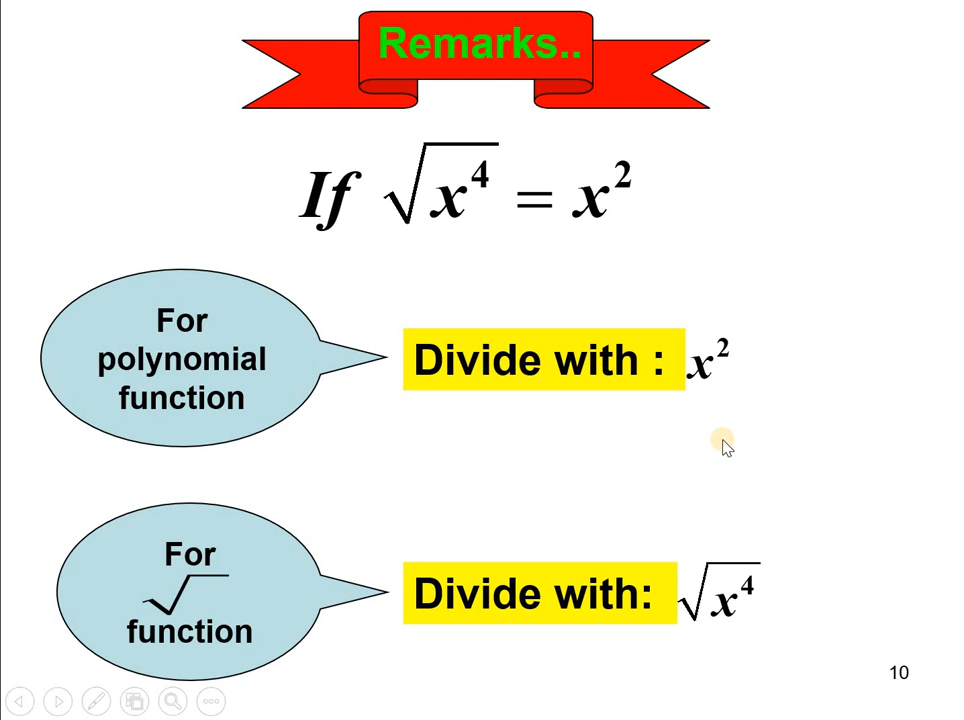 Remarks..
If √x⁴ = x²
For
polynomial
function
Divide with : x²
For
√
function
Divide with: √x⁴
10